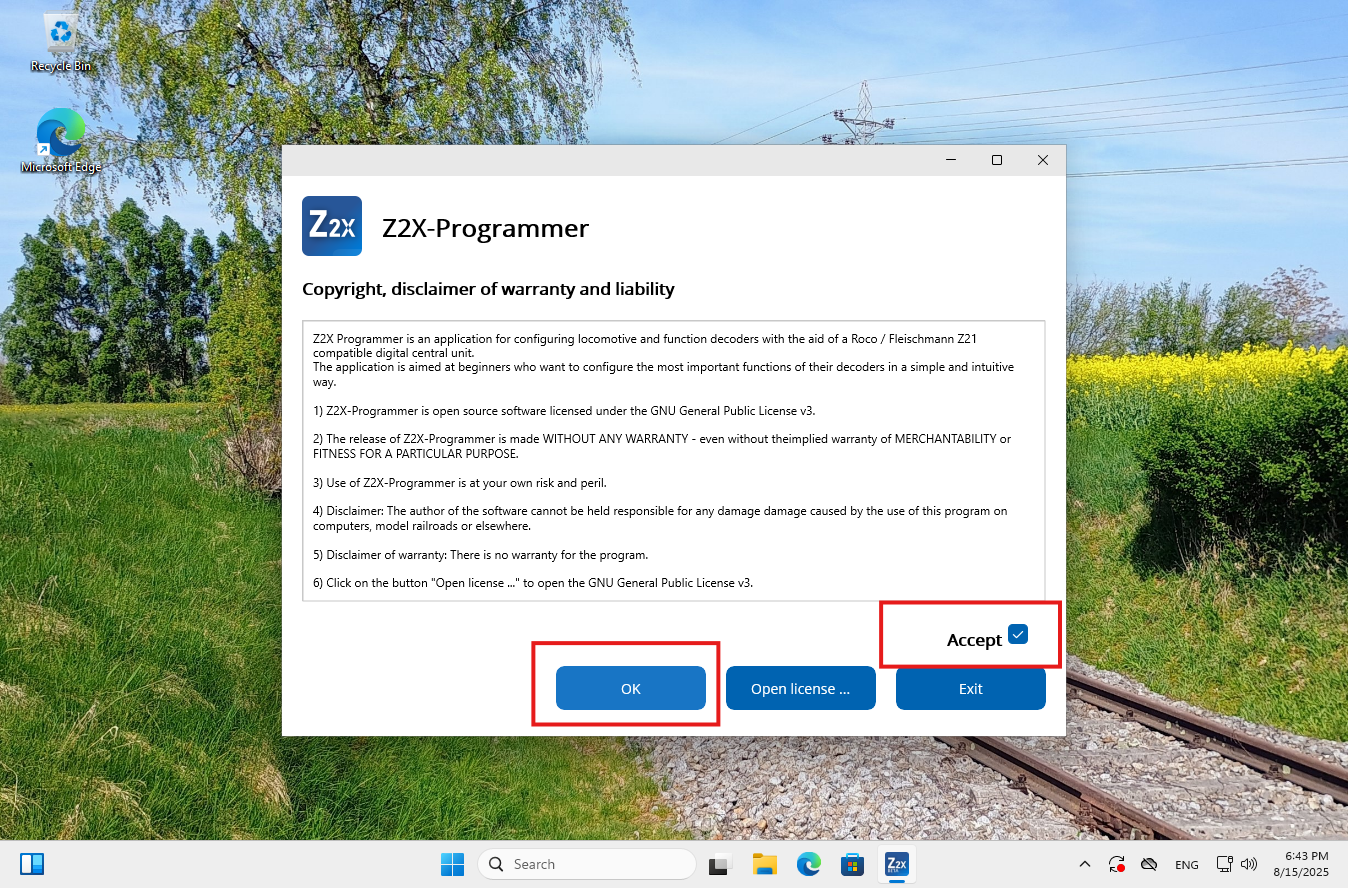 Recycle Bin
Microsoft Edge
Z2X
Z2X-Programmer
Copyright, disclaimer of warranty and liability
Z2X Programmer is an application for configuring locomotive and function decoders with the aid of a Roco / Fleischmann Z21
compatible digital central unit.
The application is aimed at beginners who want to configure the most important functions of their decoders in a simple and intuitive
way.
1) Z2X-Programmer is open source software licensed under the GNU General Public License v3.
2) The release of Z2X-Programmer is made WITHOUT ANY WARRANTY - even without theimplied warranty of MERCHANTABILITY or
FITNESS FOR A PARTICULAR PURPOSE.
3) Use of Z2X-Programmer is at your own risk and peril.
4) Disclaimer: The author of the software cannot be held responsible for any damage damage caused by the use of this program on
computers, model railroads or elsewhere.
5) Disclaimer of warranty: There is no warranty for the program.
6) Click on the button "Open license ..." to open the GNU General Public License v3.
Accept
OK
Open license ...
Exit
Search
Z2X
BETA
ENG
6:43 PM
8/15/2025